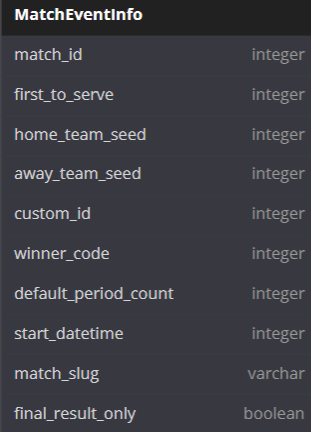 MatchEventInfo
match_id integer
first_to_serve integer
home_team_seed integer
away_team_seed integer
custom_id integer
winner_code integer
default_period_count integer
start_datetime integer
match_slug varchar
final_result_only boolean